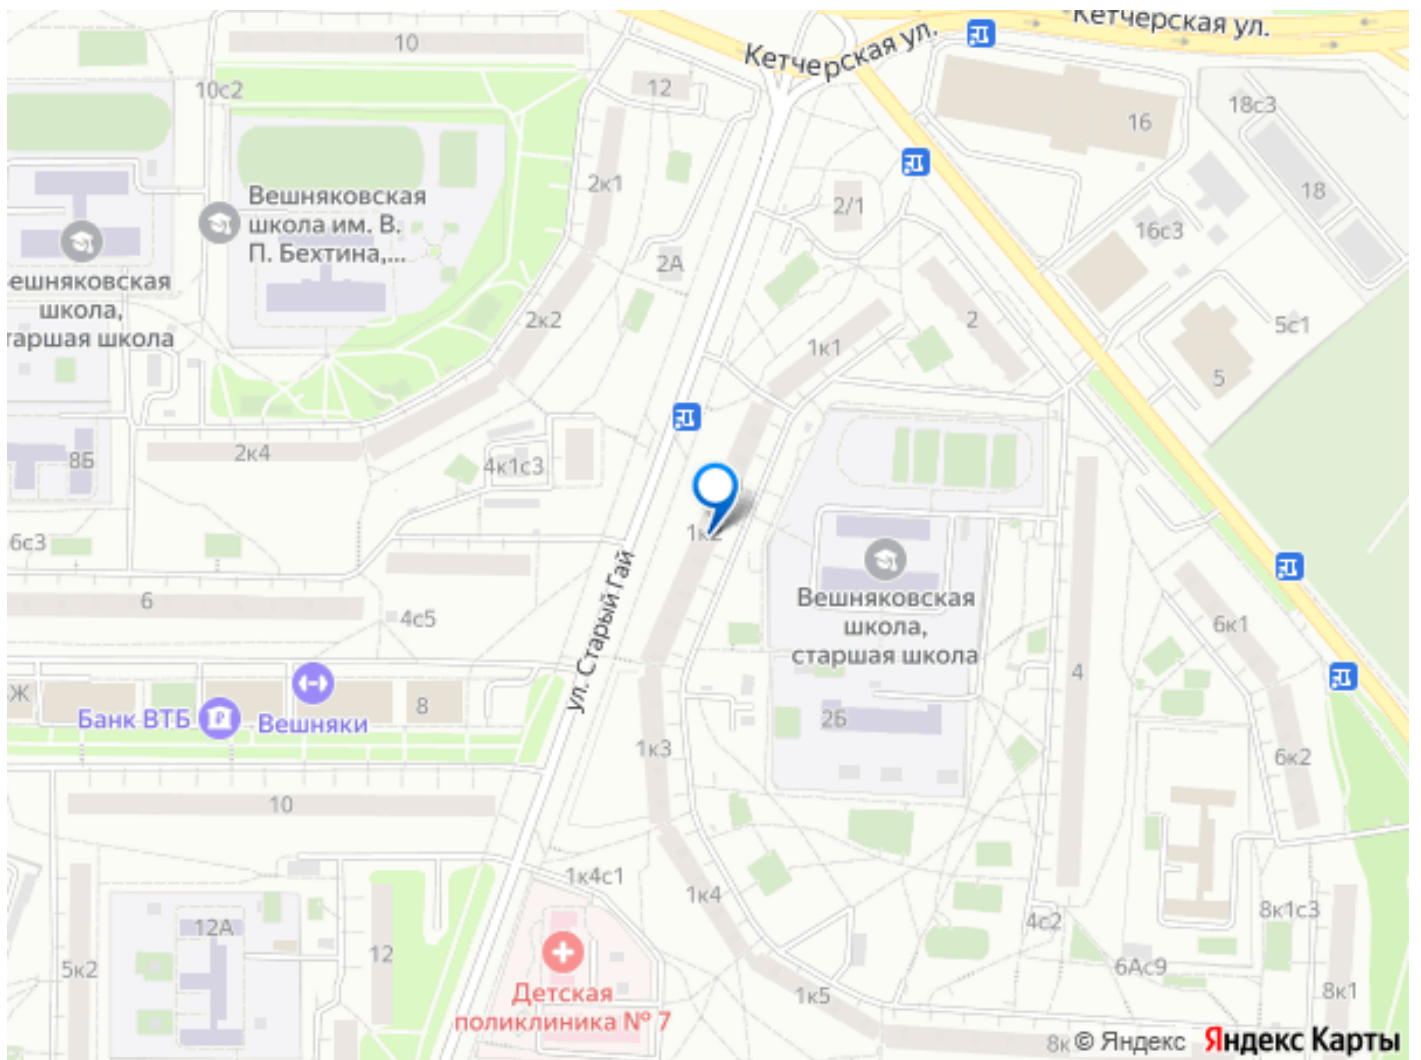 Кетчерская ул.
10
Кетчерская ул.
12
10с2
18с3
16
2к1
18
Вешняковская
школа им. В.
П. Бехтина,...
2/1
16с3
2А
ешняковская
школа,
таршая школа
2к2
2
5с1
1к1
5
2к4
8Б
4к1с3
1к2
6с3
ул. Старый Гай
Вешняковская
школа,
старшая школа
6
4с5
6к1
4
Ж
8
Банк ВТБ
Вешняки
2Б
1к3
6к2
10
1к4с1
1к4
12А
12
4с2
8к1с3
5к2
6Ас9
Детская
поликлиника № 7
1к5
8к1
8к
© Яндекс Яндекс Карты